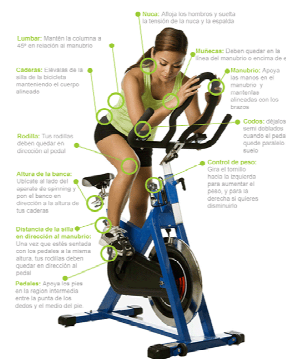 Nuca: Afloja los hombros y suelta
la tensión de la nuca y la espalda
Lumbar: Mantén la columna a
45º en relación al manubrio
Muñecas: Deben quedar en la
línea del manubrio o encima de
Caderas: Elévalas de
la silla de la bicicleta
manteniendo el cuerpo
alineado
Manubrio: Apoya
las manos en el
manubrio y
mantenlas
alineadas con los
brazos
Codos: déjalos
semi doblados
cuando el pedal
quede paralelo
suelo
Rodillo: Tus rodillas
deben quedar en
dirección al pedal
Control de peso:
Gira el tornillo
hacia la izquierda
para aumentar el
peso, y para la
derecha si quieres
disminuirlo
Altura de la banca:
Ubícate al lado del
aparato de spinning y
pon el banco en
dirección a la altura de
tus caderas
Distancia de la silla
en dirección al manubrio:
Una vez que estés sentada
con los pedales a la misma
altura, tus rodillas deben
quedar en dirección al
pedal
Pedales: Apoya los pies
en la región intermedia
entre la punta de los
dedos y el medio del pie